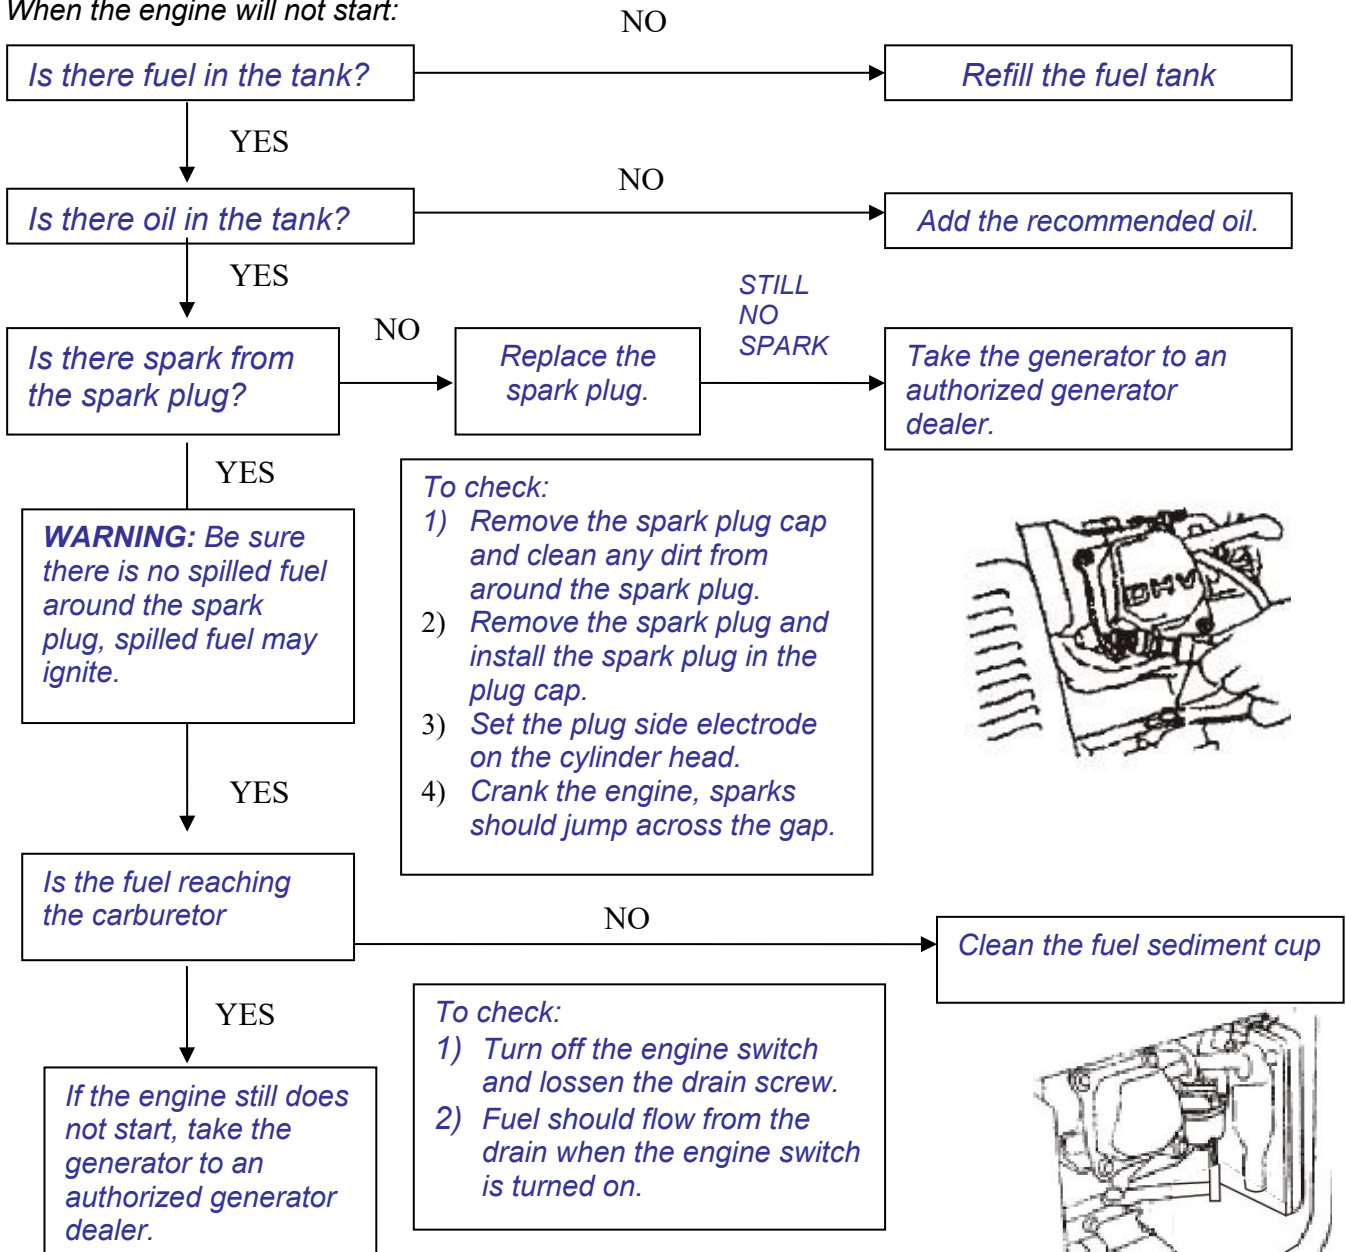 When the engine will not start:
NO
Is there fuel in the tank?
Refill the fuel tank
YES
NO
Is there oil in the tank?
Add the recommended oil.
YES
NO
STILL
NO
SPARK
Is there spark from
the spark plug?
Replace the
spark plug.
Take the generator to an
authorized generator
dealer.
YES
WARNING: Be sure
there is no spilled fuel
around the spark
plug, spilled fuel may
ignite.
To check:
1) Remove the spark plug cap
and clean any dirt from
around the spark plug.
2) Remove the spark plug and
install the spark plug in the
plug cap.
3) Set the plug side electrode
on the cylinder head.
4) Crank the engine, sparks
should jump across the gap.
OHV
YES
Is the fuel reaching
the carburetor
NO
Clean the fuel sediment cup
YES
To check:
1) Turn off the engine switch
and lossen the drain screw.
2) Fuel should flow from the
drain when the engine switch
is turned on.
If the engine still does
not start, take the
generator to an
authorized generator
dealer.